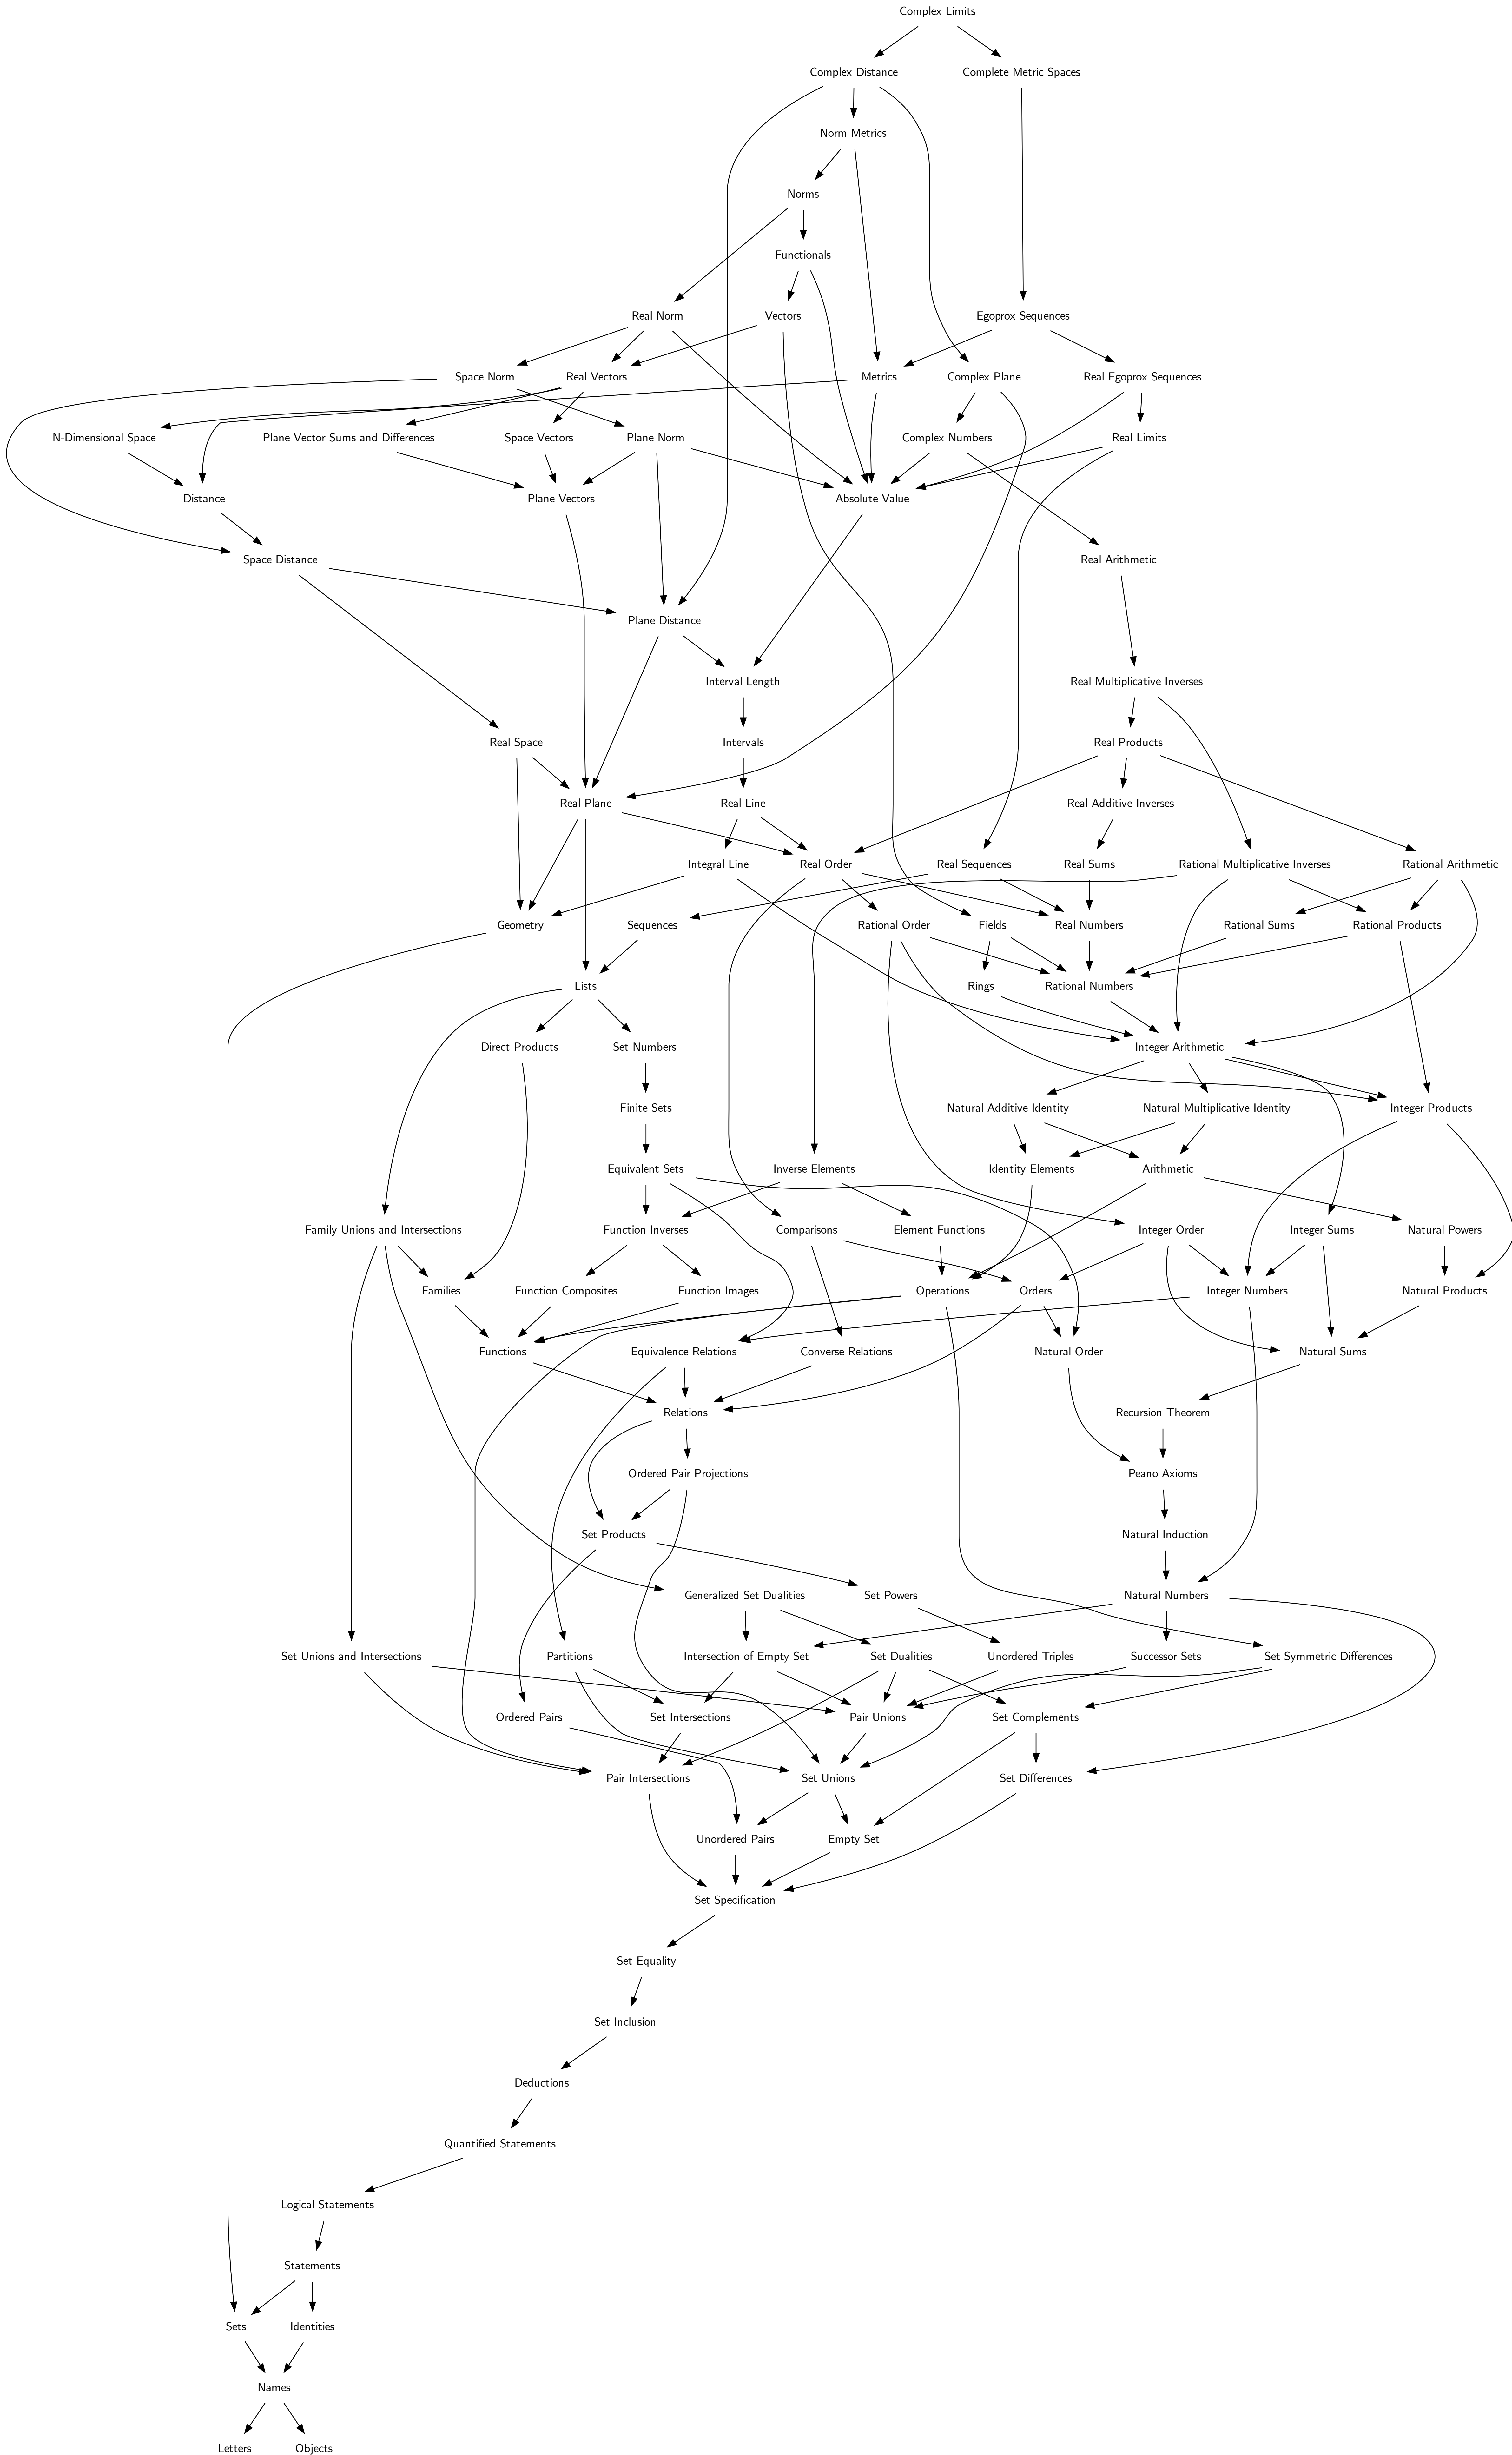 Complex Limits
Complex Distance
Complete Metric Spaces
Norm Metrics
Norms
Functionals
Real Norm
Vectors
Egoprox Sequences
Space Norm
Real Vectors
Metrics
Complex Plane
Real Egoprox Sequences
N-Dimensional Space
Plane Vector Sums and Differences
Space Vectors
Plane Norm
Complex Numbers
Real Limits
Distance
Plane Vectors
Absolute Value
Space Distance
Real Arithmetic
Plane Distance
Interval Length
Real Multiplicative Inverses
Real Space
Intervals
Real Products
Real Plane
Real Line
Real Additive Inverses
Integral Line
Real Order
Real Sequences
Real Sums
Rational Multiplicative Inverses
Rational Arithmetic
Geometry
Sequences
Rational Order
Fields
Real Numbers
Rational Sums
Rational Products
Lists
Rings
Rational Numbers
Direct Products
Set Numbers
Integer Arithmetic
Finite Sets
Natural Additive Identity
Natural Multiplicative Identity
Integer Products
Equivalent Sets
Inverse Elements
Identity Elements
Arithmetic
Family Unions and Intersections
Function Inverses
Comparisons
Element Functions
Integer Order
Integer Sums
Natural Powers
Families
Function Composites
Function Images
Operations
Orders
Integer Numbers
Natural Products
Functions
Equivalence Relations
Converse Relations
Natural Order
Natural Sums
Relations
Recursion Theorem
Ordered Pair Projections
Peano Axioms
Set Products
Natural Induction
Generalized Set Dualities
Set Powers
Natural Numbers
Set Unions and Intersections
Partitions
Intersection of Empty Set
Set Dualities
Unordered Triples
Successor Sets
Set Symmetric Differences
Ordered Pairs
Set Intersections
Pair Unions
Set Complements
Pair Intersections
Set Unions
Set Differences
Unordered Pairs
Empty Set
Set Specification
Set Equality
Set Inclusion
Deductions
Quantified Statements
Logical Statements
Statements
Sets
Identities
Names
Letters
Objects